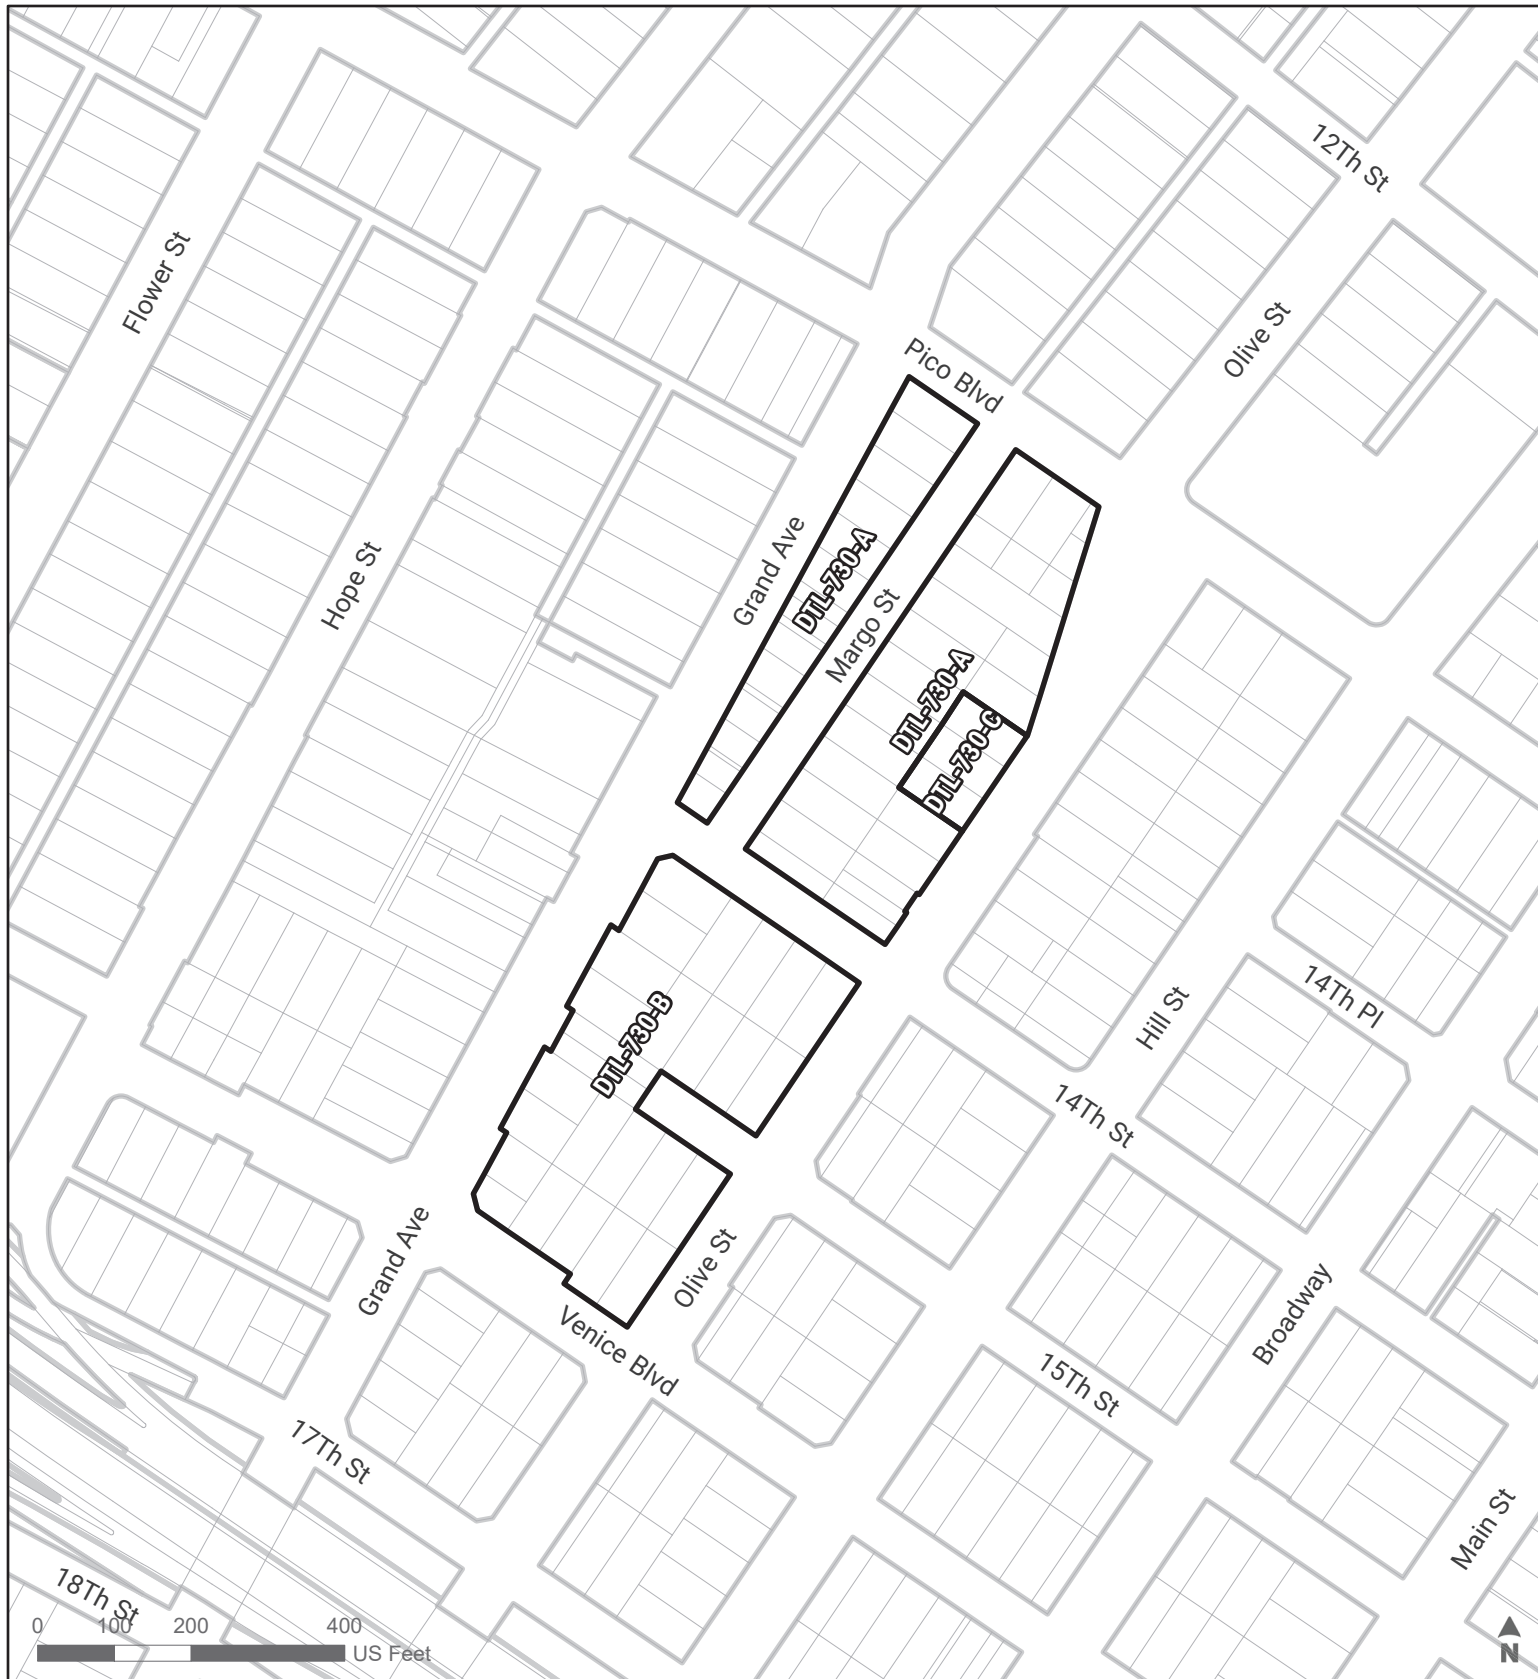 12Th St
Flower St
Olive St
Pico Blvd
Grand Ave
DTL-730-A
Hope St
Margo St
DTL-730-A
DTL-730-C
14Th Pl
Hill St
DTL-730-B
14Th St
Grand Ave
Olive St
Broadway
Venice Blvd
15Th St
17Th St
Main St
18Th St
0 100 200 400
US Feet
N